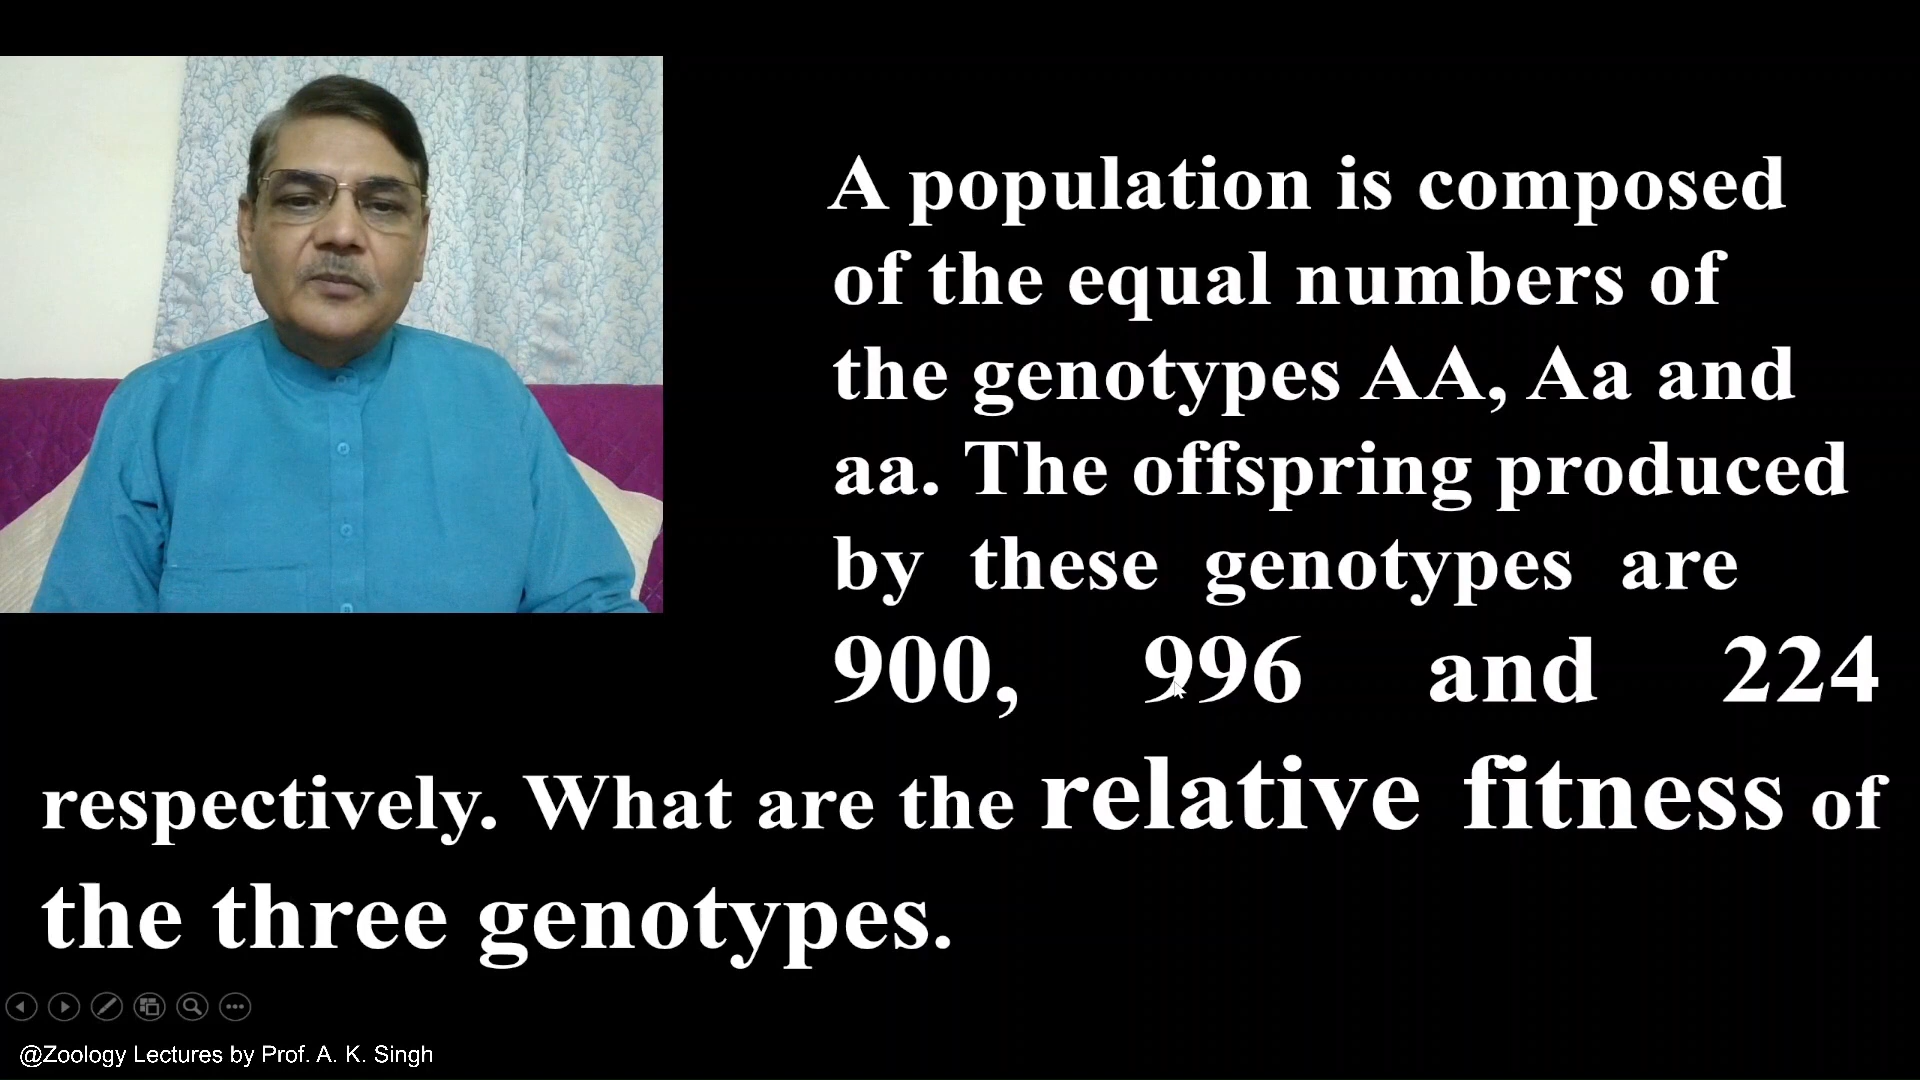 A population is composed
of the equal numbers of
the genotypes AA, Aa and
aa. The offspring produced
by these genotypes are
900, 996 and 224
respectively. What are the relative fitness of
the three genotypes.
@Zoology Lectures by Prof. A. K. Singh